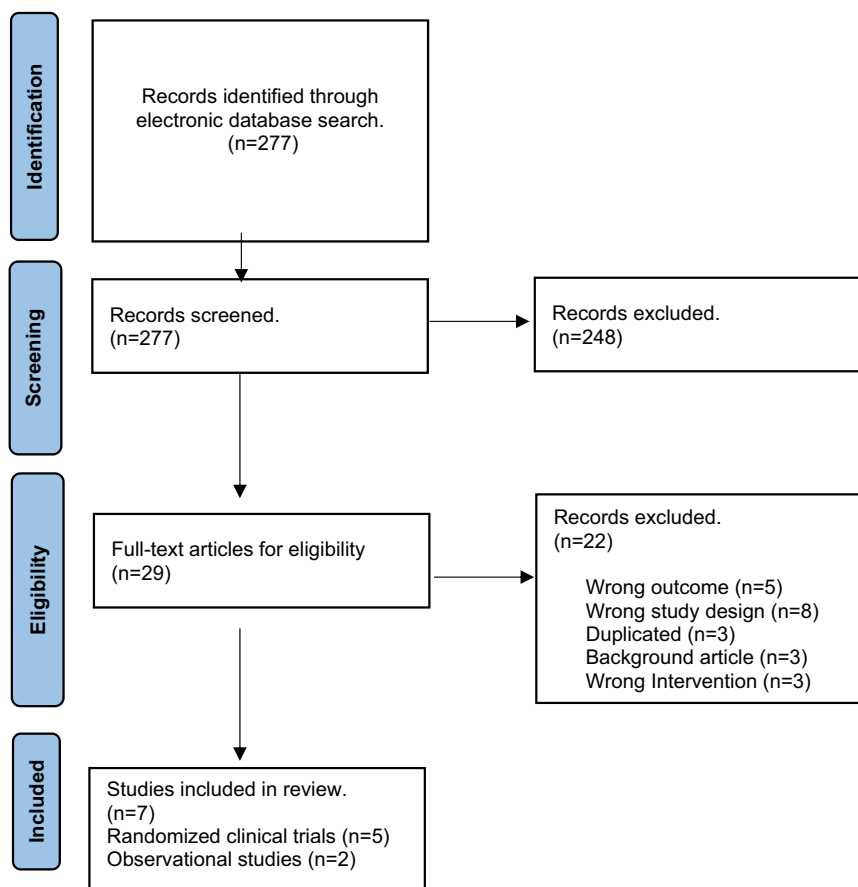 Identification
Records identified through
electronic database search.
(n=277)
Screening
Records screened.
(n=277)
Records excluded.
(n=248)
Eligibility
Full-text articles for eligibility
(n=29)
Records excluded.
(n=22)
Wrong outcome (n=5)
Wrong study design (n=8)
Duplicated (n=3)
Background article (n=3)
Wrong Intervention (n=3)
Included
Studies included in review.
(n=7)
Randomized clinical trials (n=5)
Observational studies (n=2)